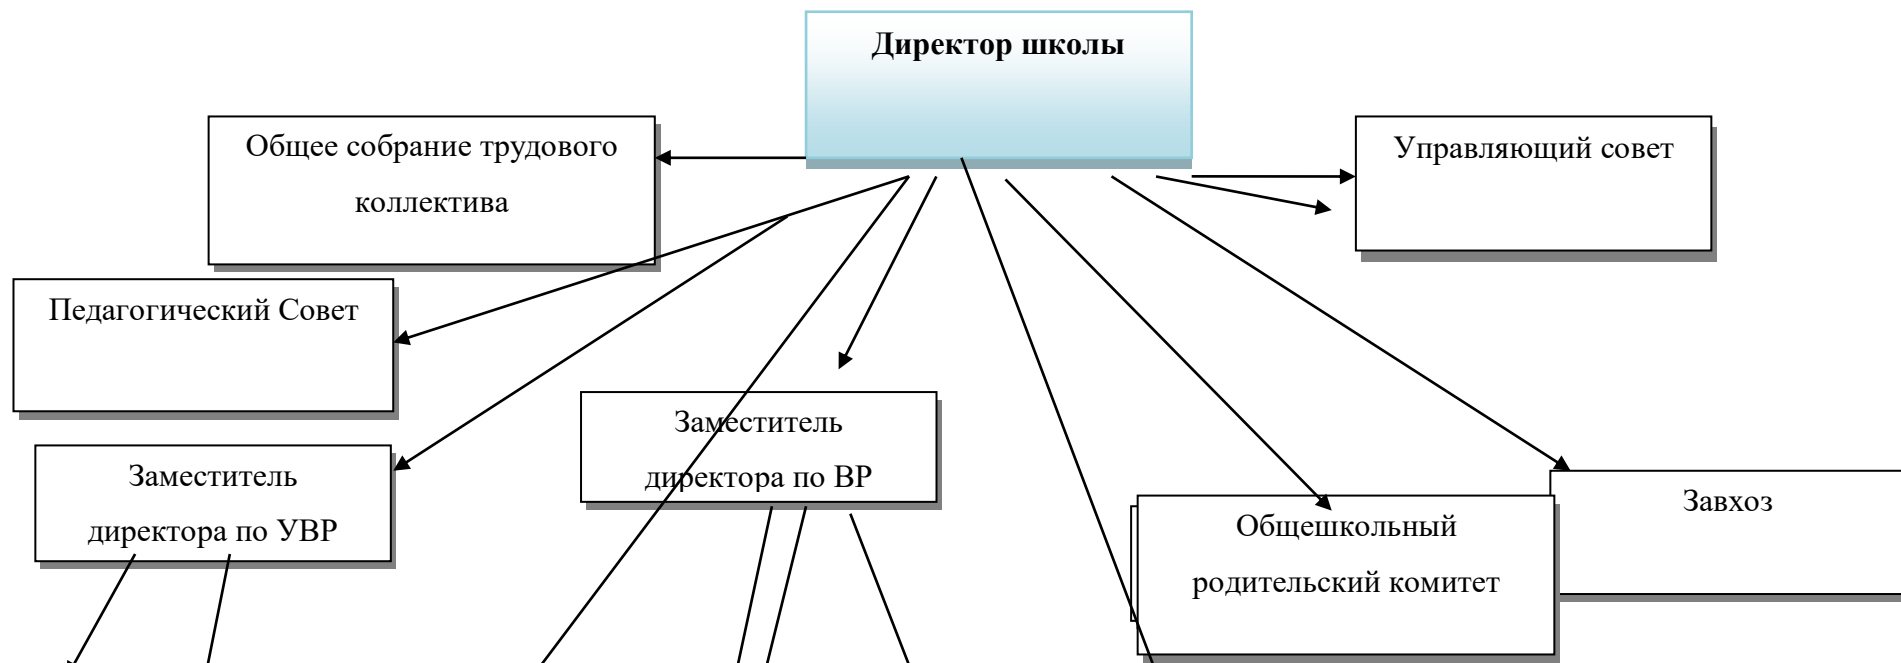 Директор школы
Общее собрание трудового
коллектива
Управляющий совет
Педагогический Совет
Заместитель
директора по ВР
Заместитель
директора по УВР
Завхоз
Общешкольный
родительский комитет